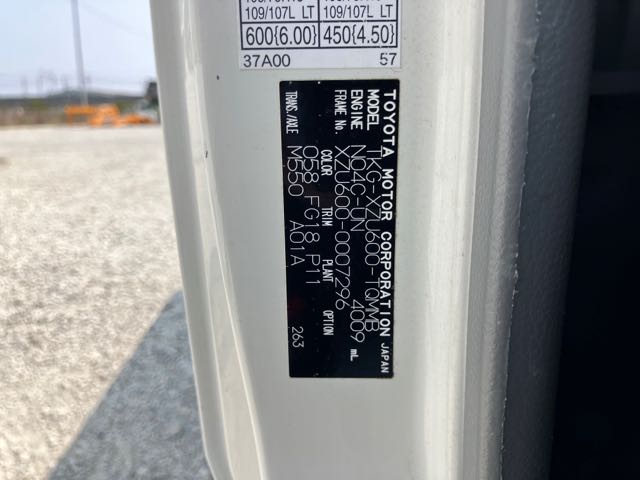 109/107L LT 109/107L LT
600{6.00} 450{4.50}
37A00 57
TOYOTA MOTOR CORPORATION JAPAN
MODEL TKG-XZU600-TQMMB
ENGINE N04C-UN 4009 mL
FRAME No. XZU600-0007296
COLOR TRIM PLANT OPTION
058 FG18 P11
TRANS./AXLE M550 A01A
263